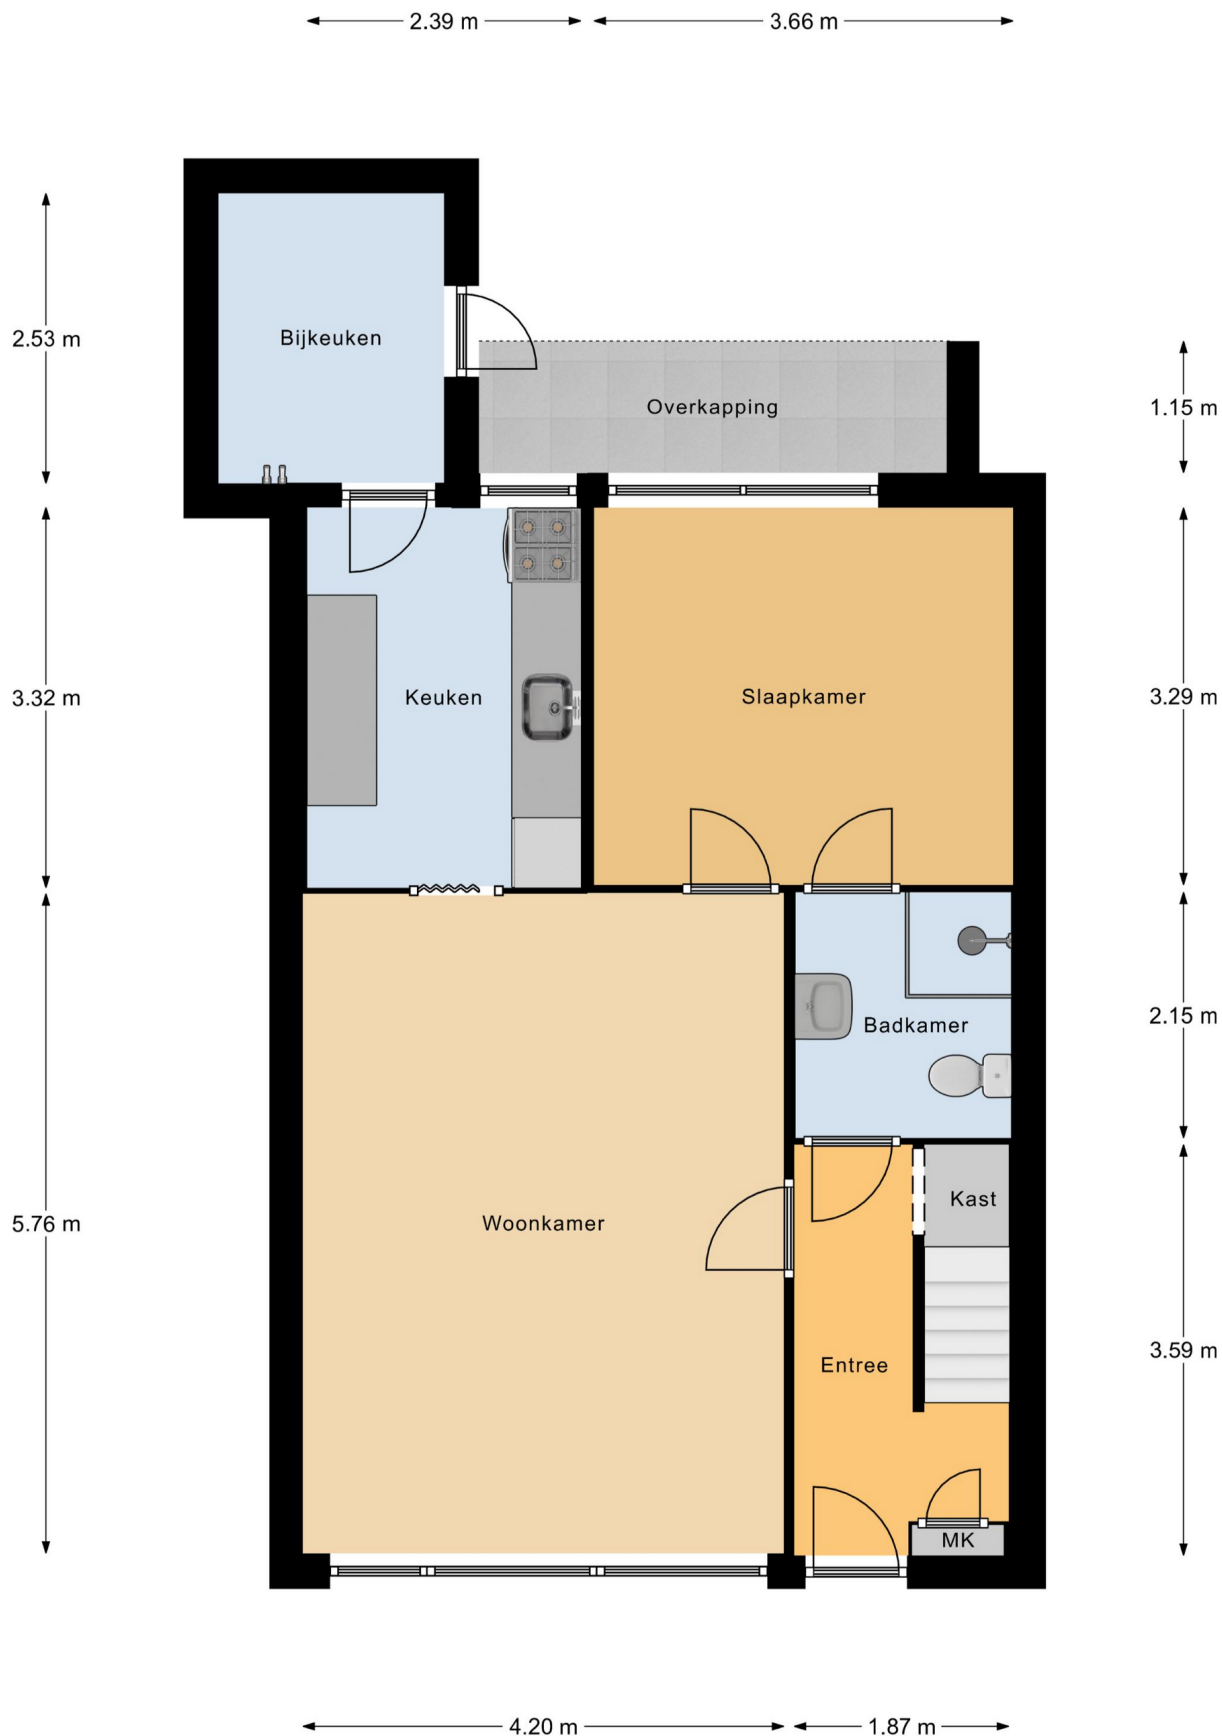 2.39 m
3.66 m
2.53 m
Bijkeuken
Overkapping
1.15 m
3.32 m
Keuken
Slaapkamer
3.29 m
Badkamer
2.15 m
Kast
5.76 m
Woonkamer
Entree
3.59 m
MK
4.20 m
1.87 m